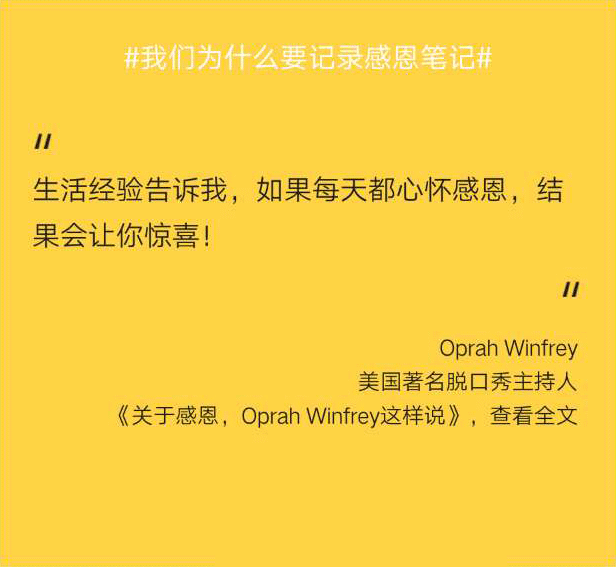 #我们为什么要记录感恩笔记#
"
生活经验告诉我，如果每天都心怀感恩，结
果会让你惊喜！
"
Oprah Winfrey
美国著名脱口秀主持人
《关于感恩，Oprah Winfrey这样说》，查看全文